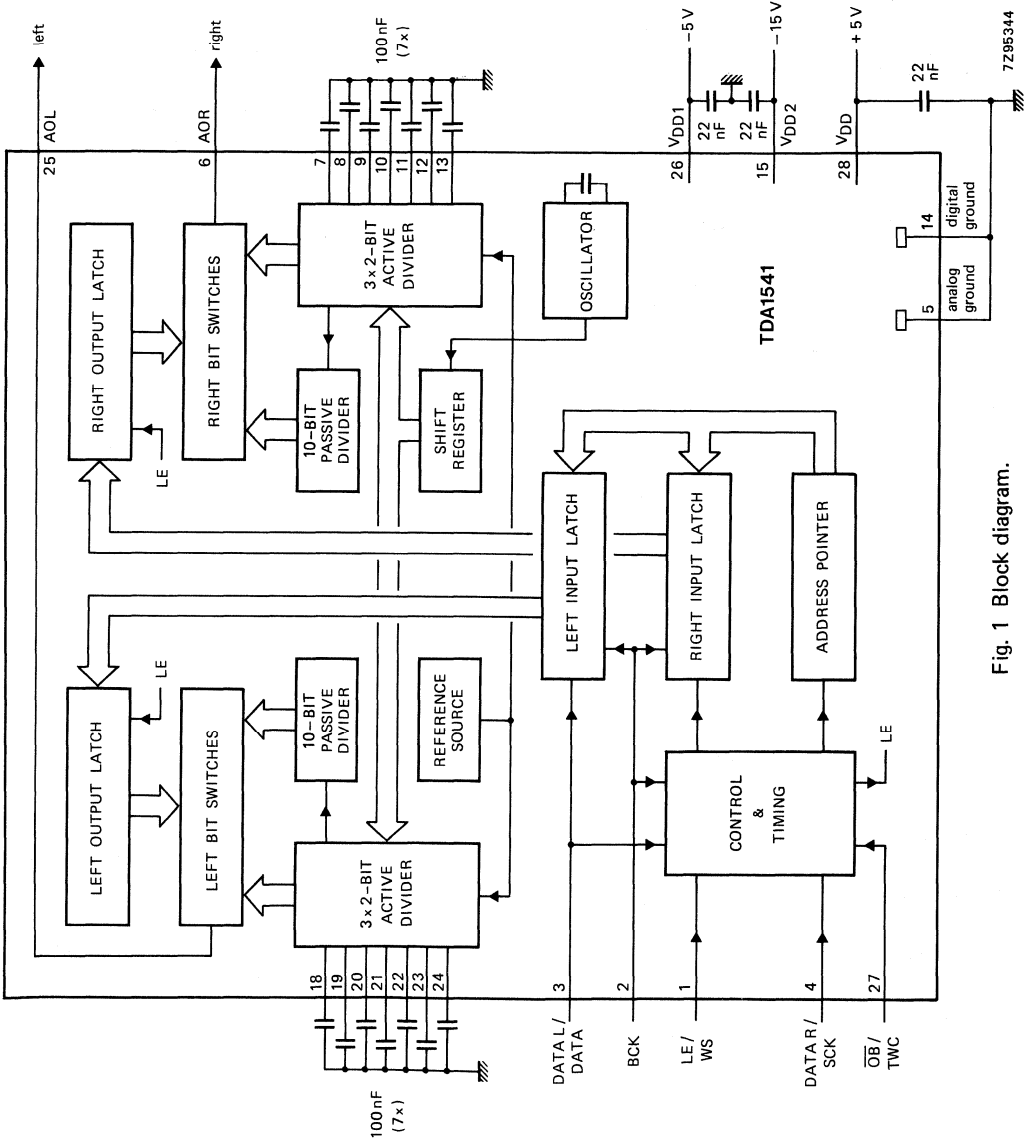 left
25 AOL
right
6 AOR
100 nF
(7x)
7
8
9
10
11
12
13
RIGHT OUTPUT LATCH
LE
RIGHT BIT SWITCHES
10-BIT
PASSIVE
DIVIDER
3 x 2-BIT
ACTIVE
DIVIDER
SHIFT
REGISTER
OSCILLATOR
LEFT OUTPUT LATCH
LE
LEFT BIT SWITCHES
10-BIT
PASSIVE
DIVIDER
3 x 2-BIT
ACTIVE
DIVIDER
REFERENCE
SOURCE
18
19
20
21
22
23
24
100 nF
(7x)
26
VDD1
-5 V
22
nF
22
nF
15
VDD2
-15 V
28
VDD
+5 V
22
nF
14
digital
ground
5
analog
ground
TDA1541
LEFT INPUT LATCH
RIGHT INPUT LATCH
ADDRESS POINTER
CONTROL
&
TIMING
LE
DATA L/
DATA
3
BCK
2
LE/
WS
1
DATA R/
SCK
4
O̅B̅/
TWC
27
7Z95344
Fig. 1 Block diagram.